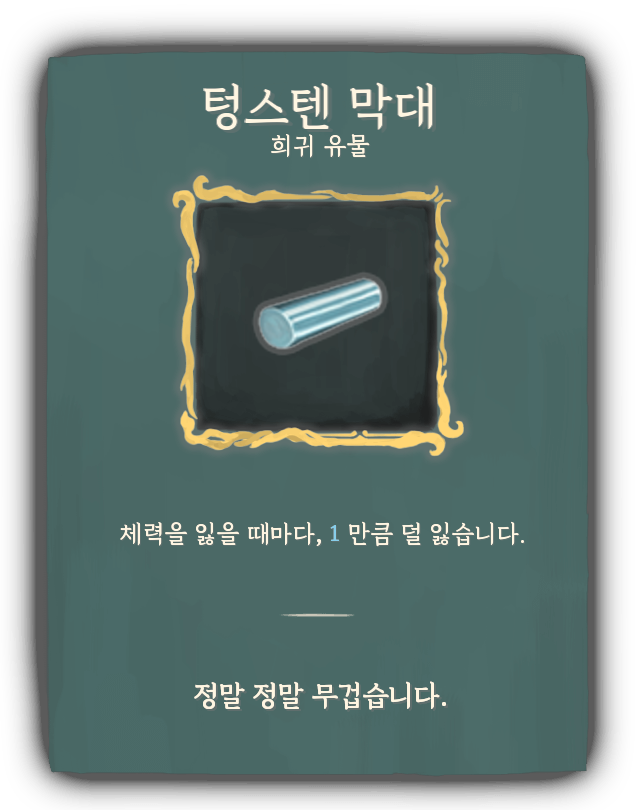 텅스텐 막대
희귀 유물
체력을 잃을 때마다, 1 만큼 덜 잃습니다.
정말 정말 무겁습니다.